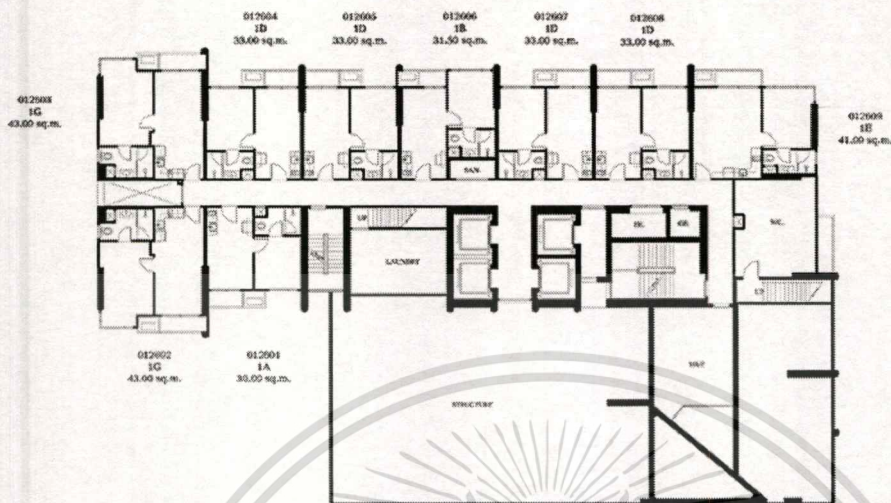 012604
1D
33.00 sq.m.
012605
1D
33.00 sq.m.
012606
1B
31.50 sq.m.
012607
1D
33.00 sq.m.
012608
1D
33.00 sq.m.
012603
1G
43.00 sq.m.
012609
1E
41.00 sq.m.
SAN.
UP
LAUNDRY
UP
012602
1G
43.00 sq.m.
012601
1A
30.00 sq.m.
STRUCTURE